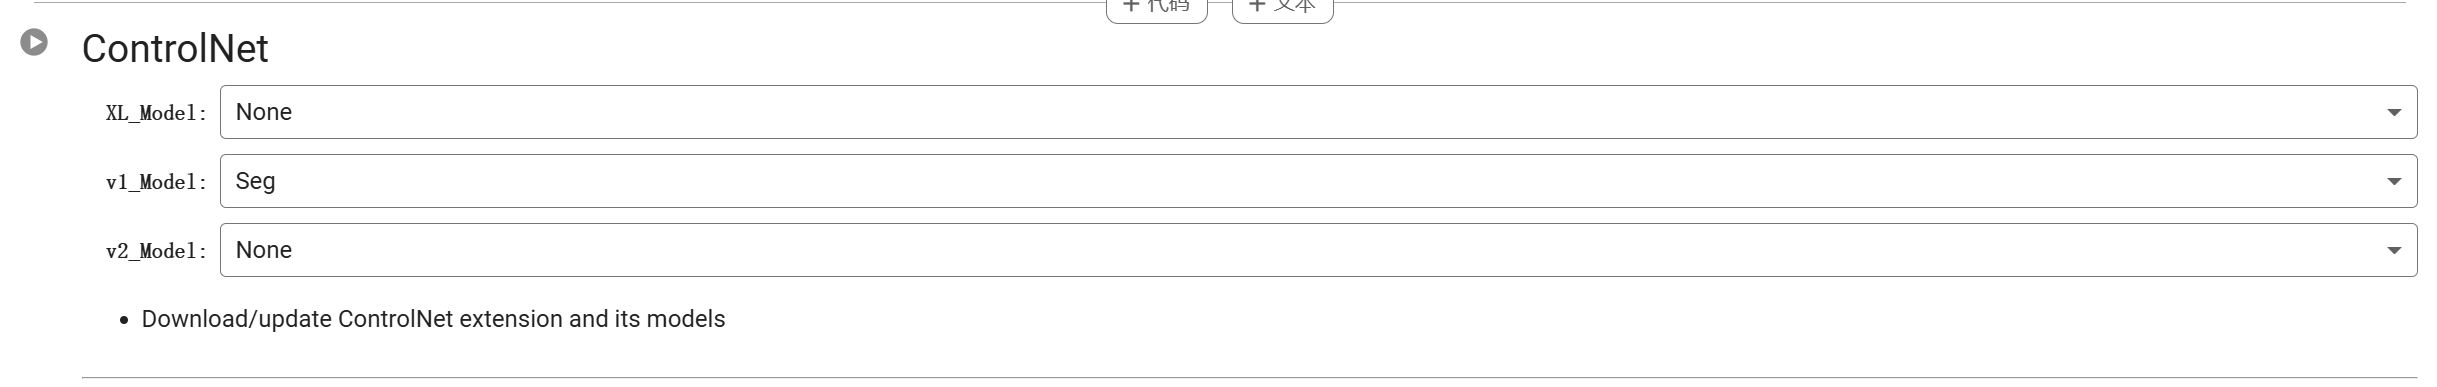 + 代码 + 文本
ControlNet
XL_Model: None
v1_Model: Seg
v2_Model: None
• Download/update ControlNet extension and its models